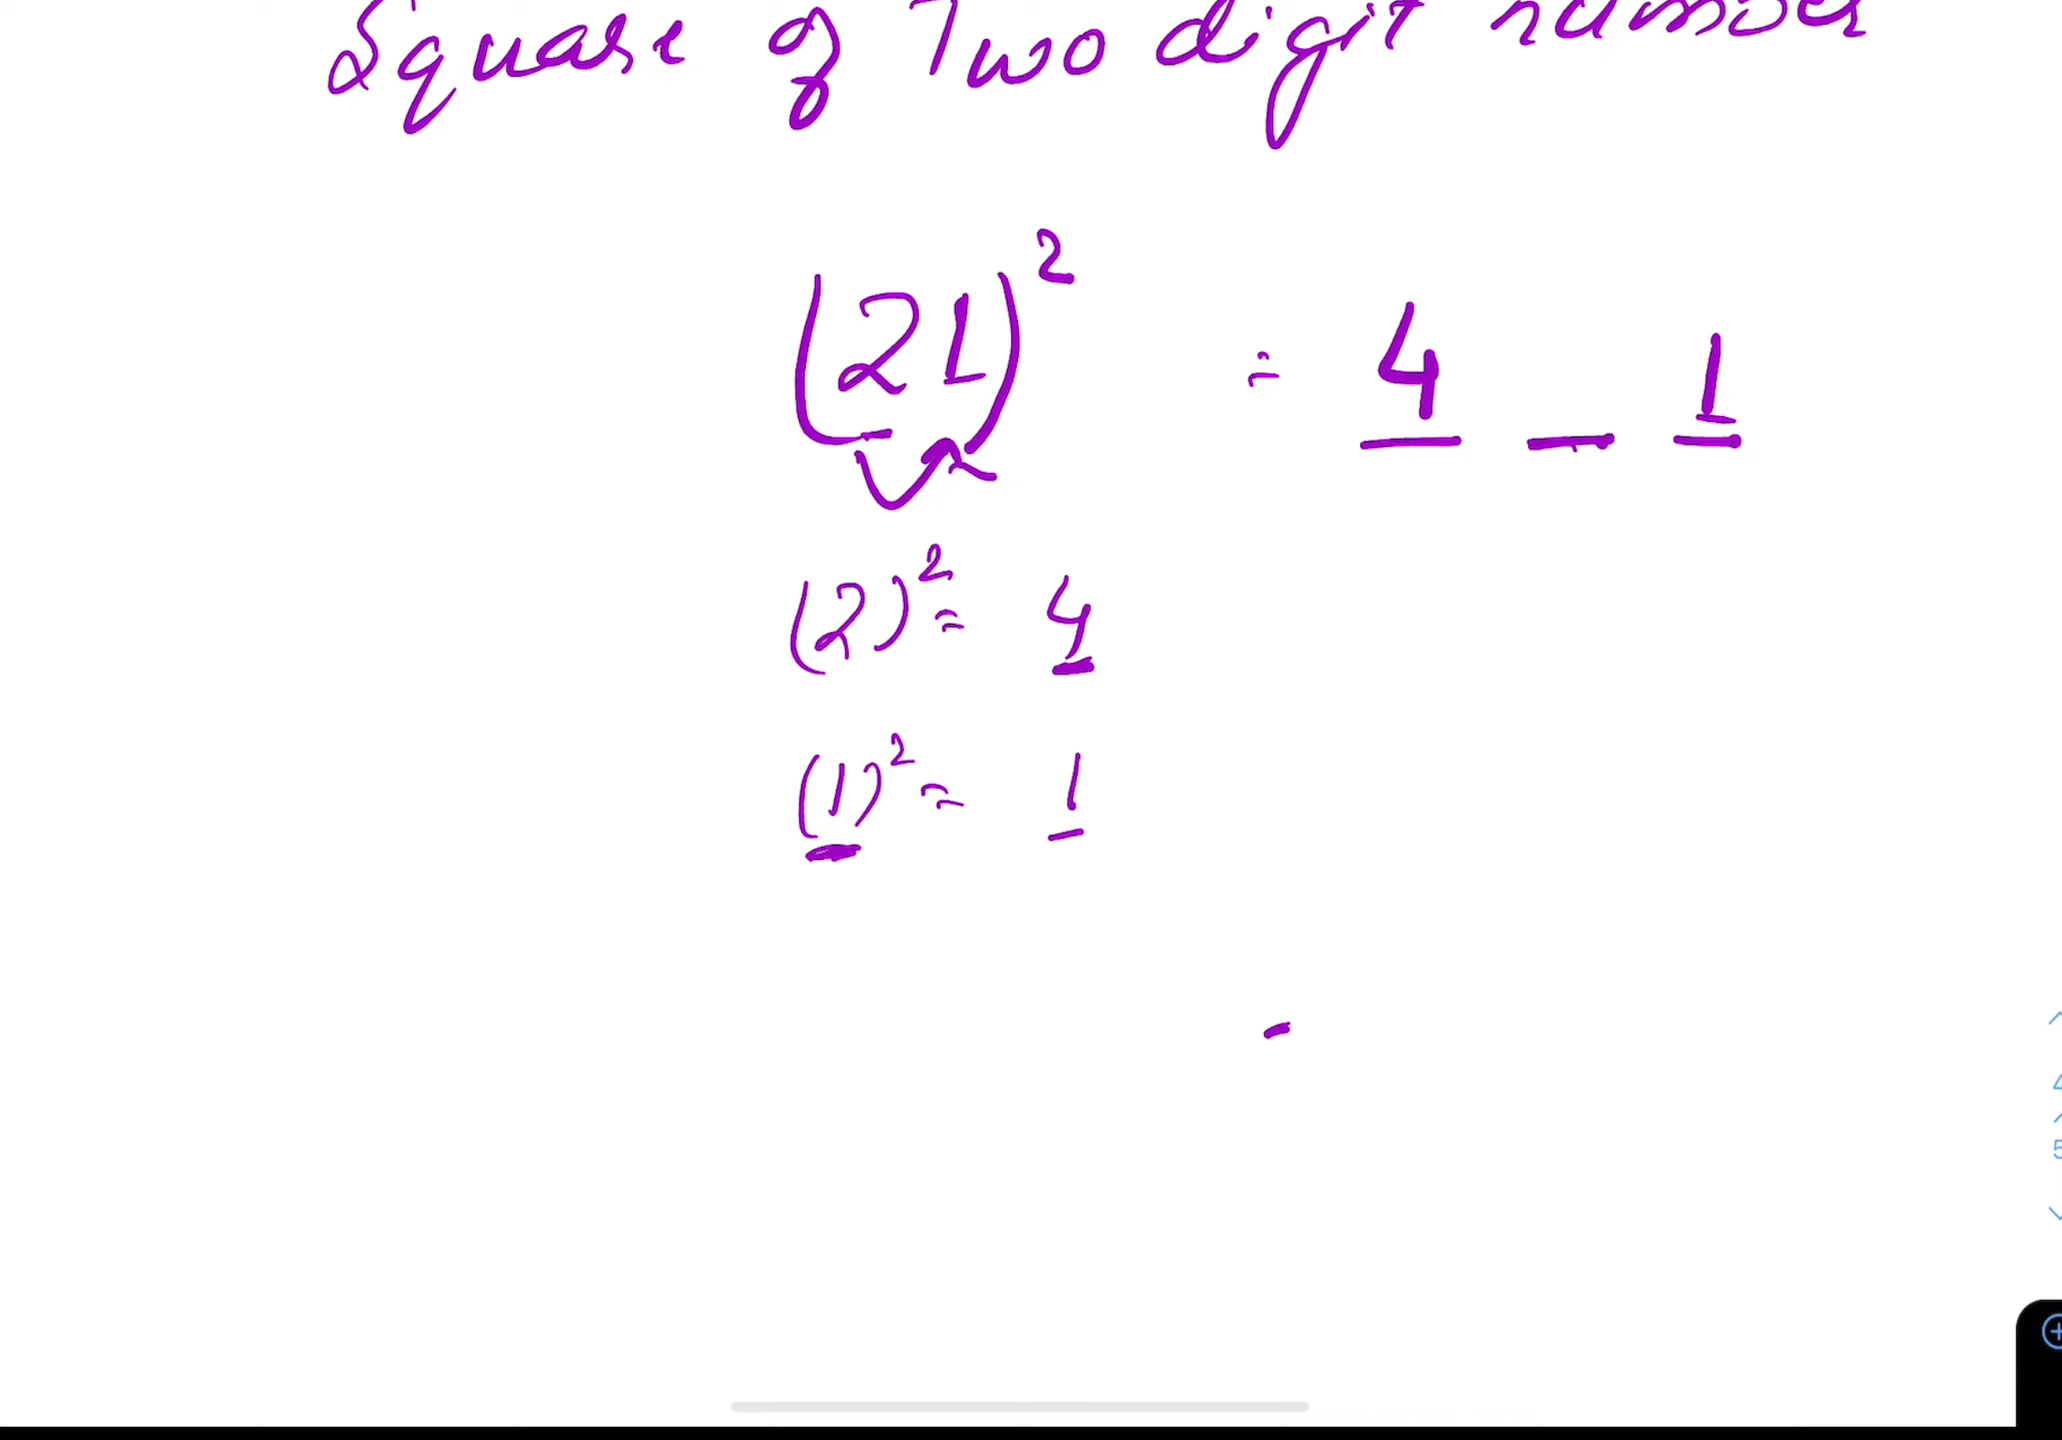 Square of Two digit number
(21)² = 4 _ 1
(2)² = 4
(1)² = 1
-